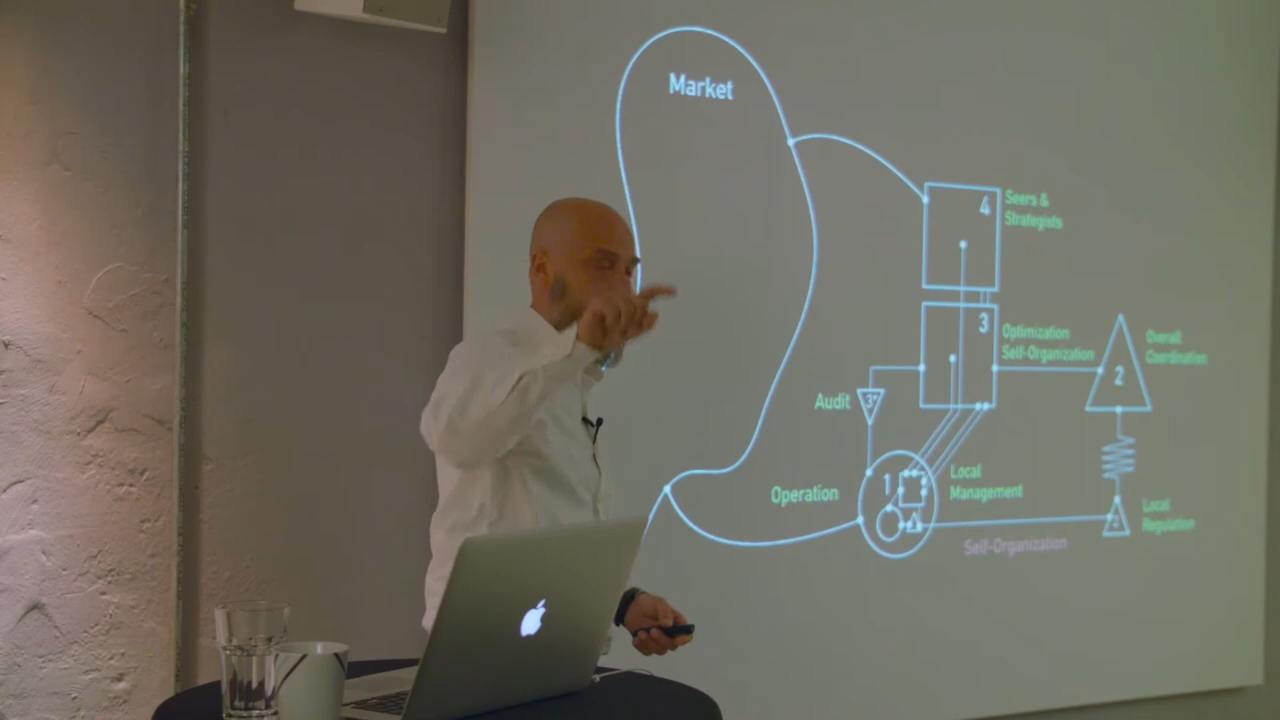 Market
4
Seers &
Strategists
3
Optimization
Self-Organization
Overall
Coordination
2
Audit
3*
1
Local
Management
Operation
Local
Regulation
Self-Organization